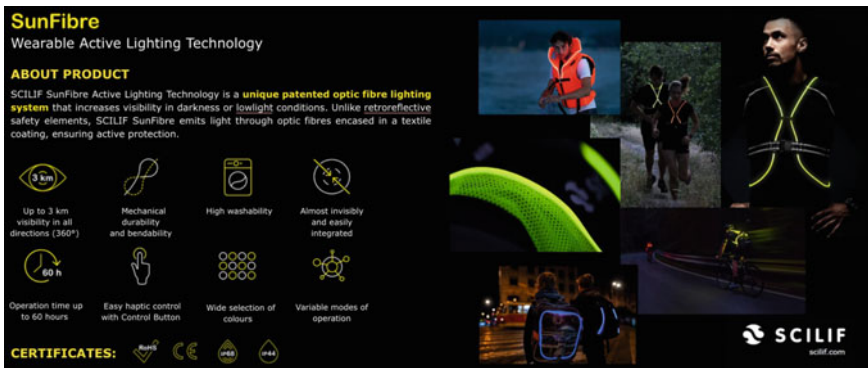 SunFibre
Wearable Active Lighting Technology
ABOUT PRODUCT
SCILIF SunFibre Active Lighting Technology is a unique patented optic fibre lighting
system that increases visibility in darkness or lowlight conditions. Unlike retroreflective
safety elements, SCILIF SunFibre emits light through optic fibres encased in a textile
coating, ensuring active protection.
3 km
Up to 3 km
visibility in all
directions (360°)
Mechanical
durability
and bendability
High washability
Almost invisibly
and easily
integrated
60 h
Operation time up
to 60 hours
Easy haptic control
with Control Button
Wide selection of
colours
Variable modes of
operation
CERTIFICATES:
RoHS
CE
IP68
IP44
SCILIF
scilif.com